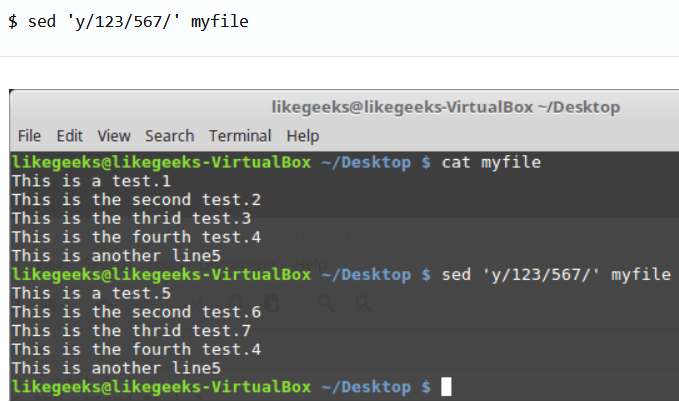 $ sed 'y/123/567/' myfile
likegeeks@likegeeks-VirtualBox ~/Desktop
File Edit View Search Terminal Help
likegeeks@likegeeks-VirtualBox ~/Desktop $ cat myfile
This is a test.1
This is the second test.2
This is the thrid test.3
This is the fourth test.4
This is another line5
likegeeks@likegeeks-VirtualBox ~/Desktop $ sed 'y/123/567/' myfile
This is a test.5
This is the second test.6
This is the thrid test.7
This is the fourth test.4
This is another line5
likegeeks@likegeeks-VirtualBox ~/Desktop $